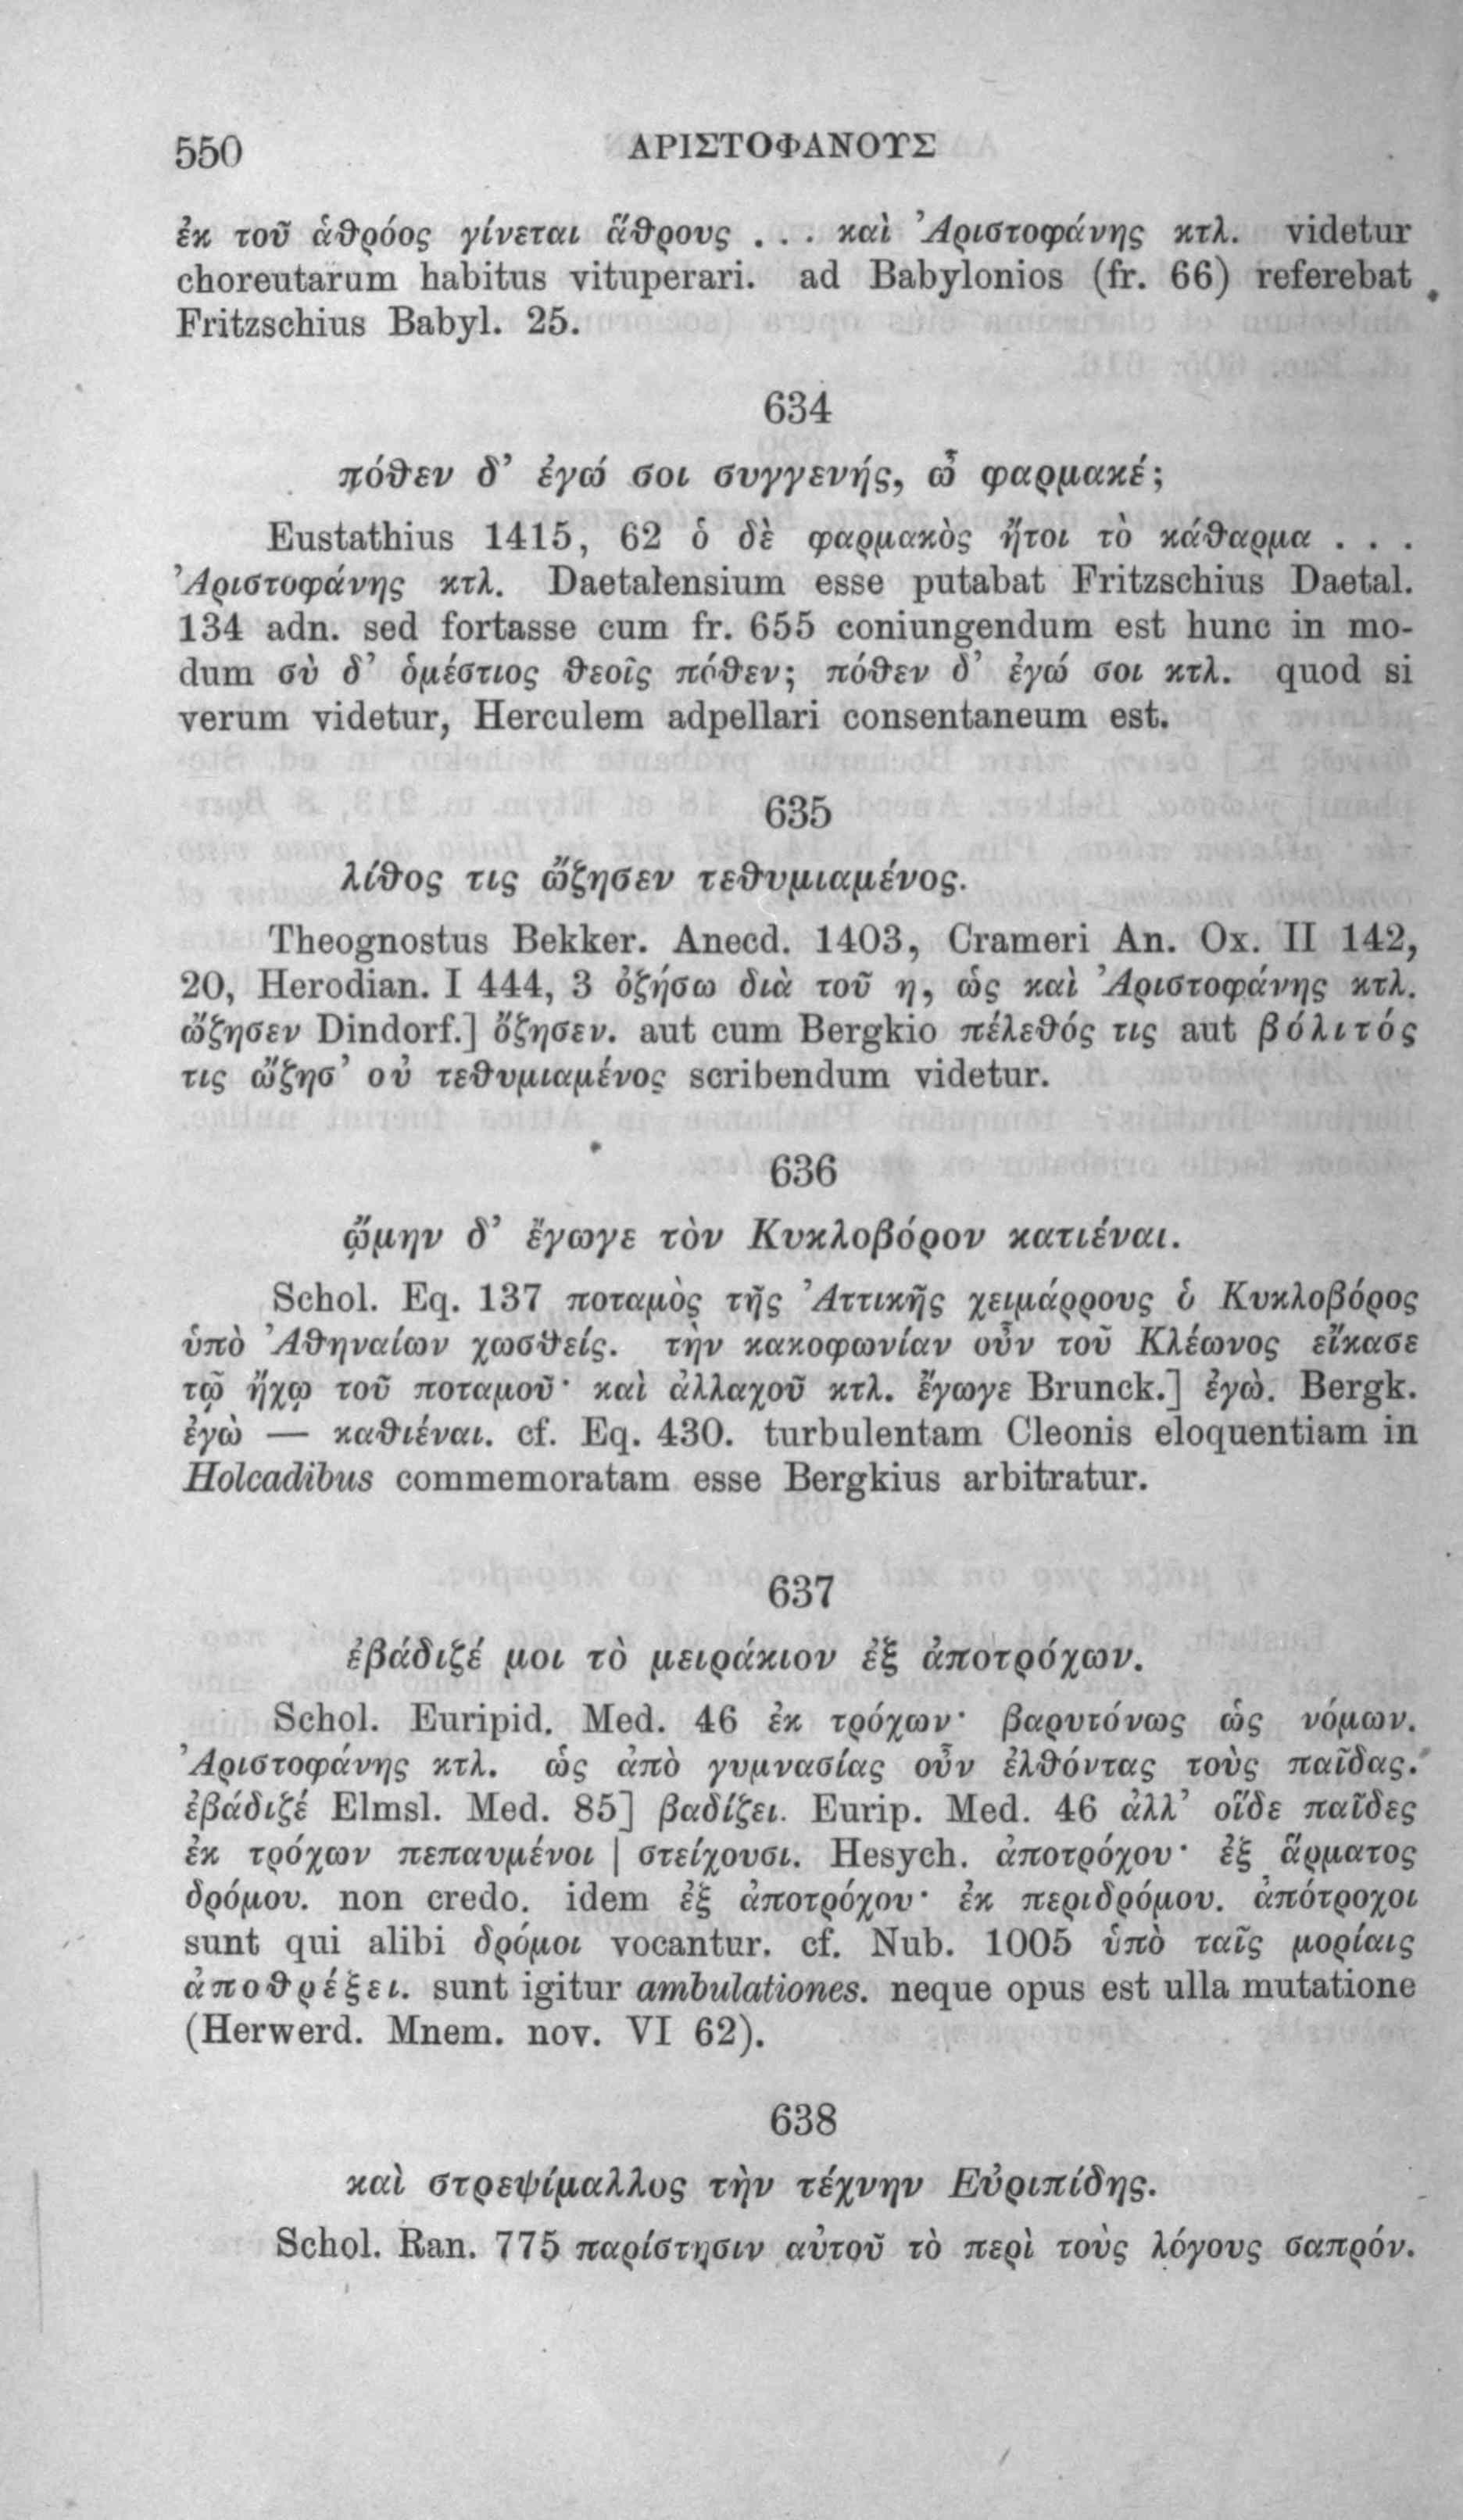 550 ΑΡΙΣΤΟΦΑΝΟΥΣ
ἐκ τοῦ ἁθρόος γίνεται ἅθρους . . . καὶ Ἀριστοφάνης κτλ. videtur
choreutarum habitus vituperari. ad Babylonios (fr. 66) referebat
Fritzschius Babyl. 25.
634
πόθεν δ’ ἐγώ σοι συγγενής, ὦ φαρμακέ;
Eustathius 1415, 62 ὁ δὲ φαρμακὸς ἤτοι τὸ κάθαρμα . . .
Ἀριστοφάνης κτλ. Daetalensium esse putabat Fritzschius Daetal.
134 adn. sed fortasse cum fr. 655 coniungendum est hunc in mo-
dum σὺ δ’ ὁμέστιος θεοῖς πόθεν; πόθεν δ’ ἐγώ σοι κτλ. quod si
verum videtur, Herculem adpellari consentaneum est.
635
λίθος τις ὤζησεν τεθυμιαμένος.
Theognostus Bekker. Anecd. 1403, Crameri An. Ox. II 142,
20, Herodian. I 444, 3 ὀζήσω διὰ τοῦ η, ὡς καὶ Ἀριστοφάνης κτλ.
ὤζησεν Dindorf.] ὄζησεν. aut cum Bergkio πέλεθός τις aut βόλιτός
τις ὤζησ’ οὐ τεθυμιαμένος scribendum videtur.
636
ᾤμην δ’ ἔγωγε τὸν Κυκλοβόρον κατιέναι.
Schol. Eq. 137 ποταμὸς τῆς Ἀττικῆς χειμάρρους ὁ Κυκλοβόρος
ὑπὸ Ἀθηναίων χωσθείς. τὴν κακοφωνίαν οὖν τοῦ Κλέωνος εἴκασε
τῷ ἤχῳ τοῦ ποταμοῦ· καὶ ἀλλαχοῦ κτλ. ἔγωγε Brunck.] ἐγώ. Bergk.
ἐγὼ — καθιέναι. cf. Eq. 430. turbulentam Cleonis eloquentiam in
Holcadibus commemoratam esse Bergkius arbitratur.
637
ἐβάδιζέ μοι τὸ μειράκιον ἐξ ἀποτρόχων.
Schol. Euripid. Med. 46 ἐκ τρόχων· βαρυτόνως ὡς νόμων.
Ἀριστοφάνης κτλ. ὡς ἀπὸ γυμνασίας οὖν ἐλθόντας τοὺς παῖδας.
ἐβάδιζέ Elmsl. Med. 85] βαδίζει. Eurip. Med. 46 ἀλλ’ οἵδε παῖδες
ἐκ τρόχων πεπαυμένοι | στείχουσι. Hesych. ἀποτρόχου· ἐξ ἅρματος
δρόμου. non credo. idem ἐξ ἀποτρόχου· ἐκ περιδρόμου. ἀπότροχοι
sunt qui alibi δρόμοι vocantur. cf. Nub. 1005 ὑπὸ ταῖς μορίαις
ἀποθρέξει. sunt igitur ambulationes. neque opus est ulla mutatione
(Herwerd. Mnem. nov. VI 62).
638
καὶ στρεψίμαλλος τὴν τέχνην Εὐριπίδης.
Schol. Ran. 775 παρίστησιν αὐτοῦ τὸ περὶ τοὺς λόγους σαπρόν.